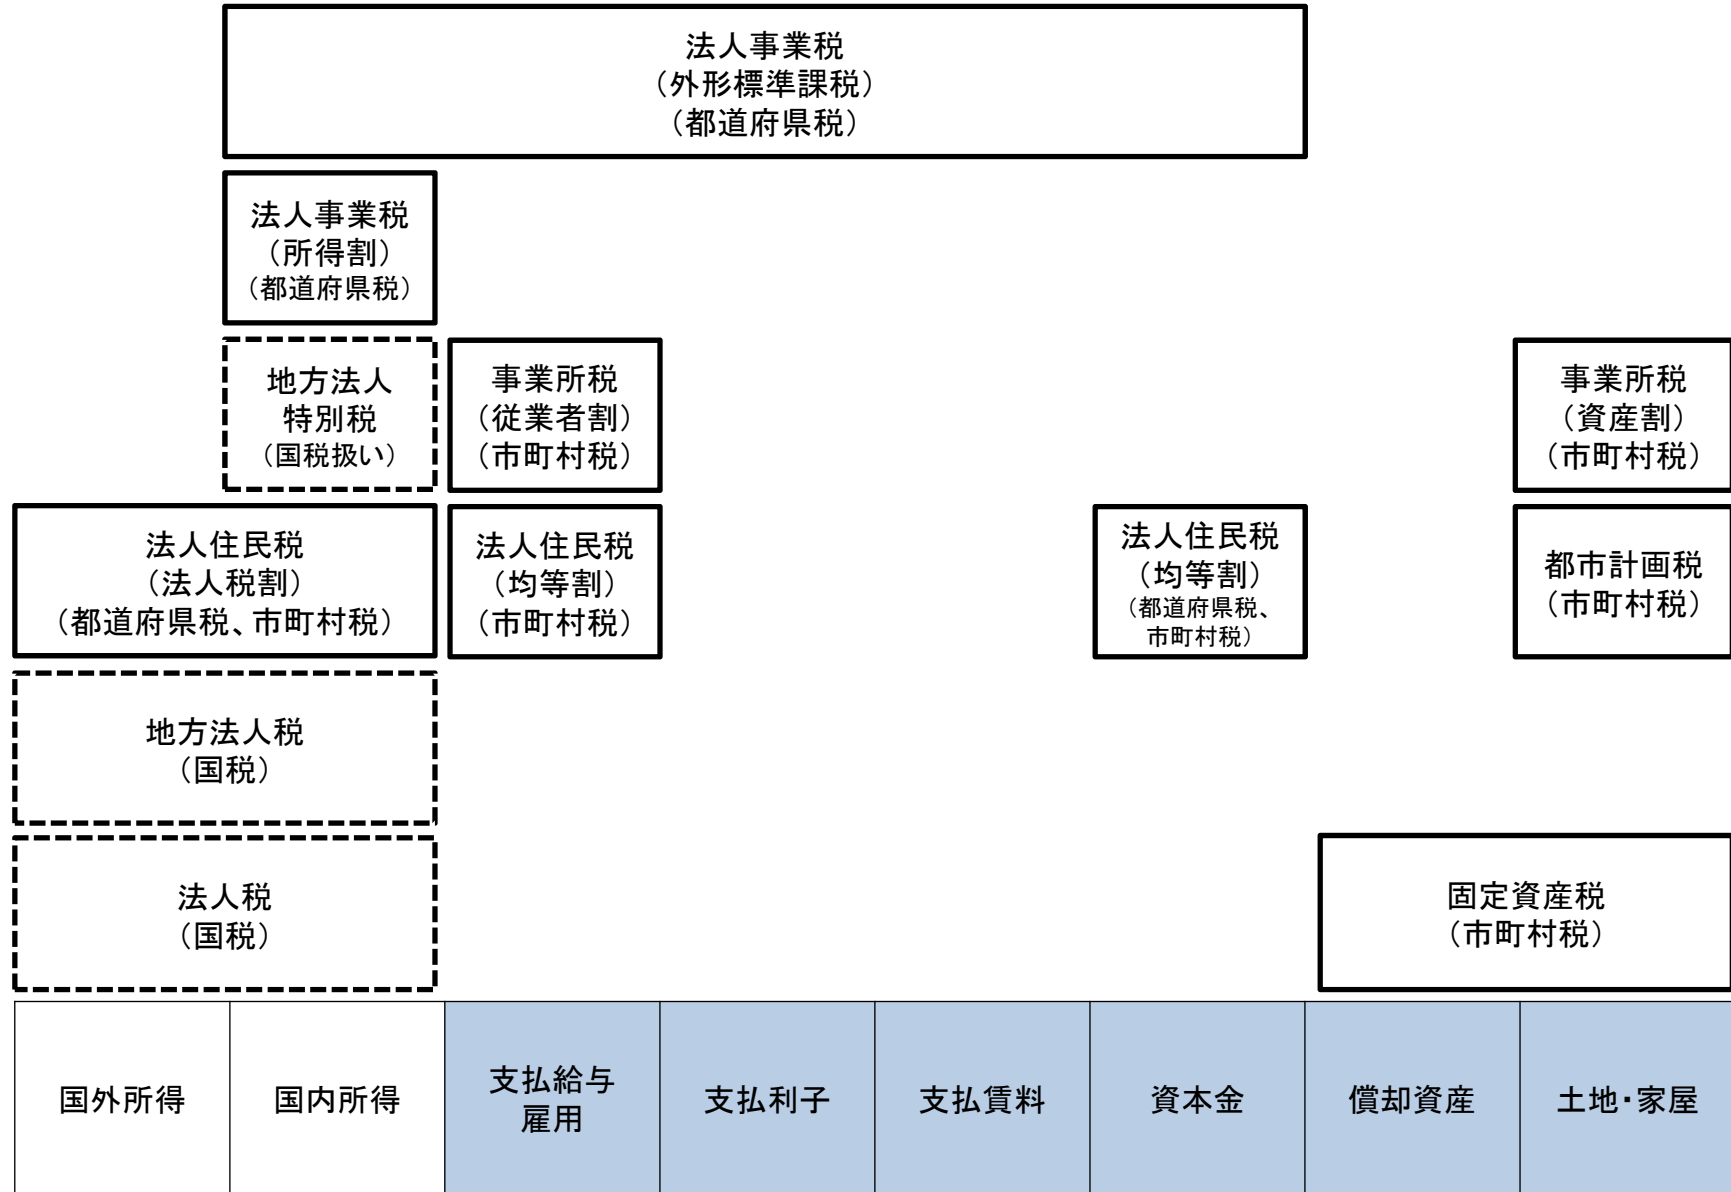 法人事業税
（外形標準課税）
（都道府県税）
法人事業税
（所得割）
（都道府県税）
地方法人
特別税
（国税扱い）
事業所税
（従業者割）
（市町村税）
事業所税
（資産割）
（市町村税）
法人住民税
（法人税割）
（都道府県税、市町村税）
法人住民税
（均等割）
（市町村税）
法人住民税
（均等割）
（都道府県税、
市町村税）
都市計画税
（市町村税）
地方法人税
（国税）
法人税
（国税）
固定資産税
（市町村税）
国外所得
国内所得
支払給与
雇用
支払利子
支払賃料
資本金
償却資産
土地・家屋